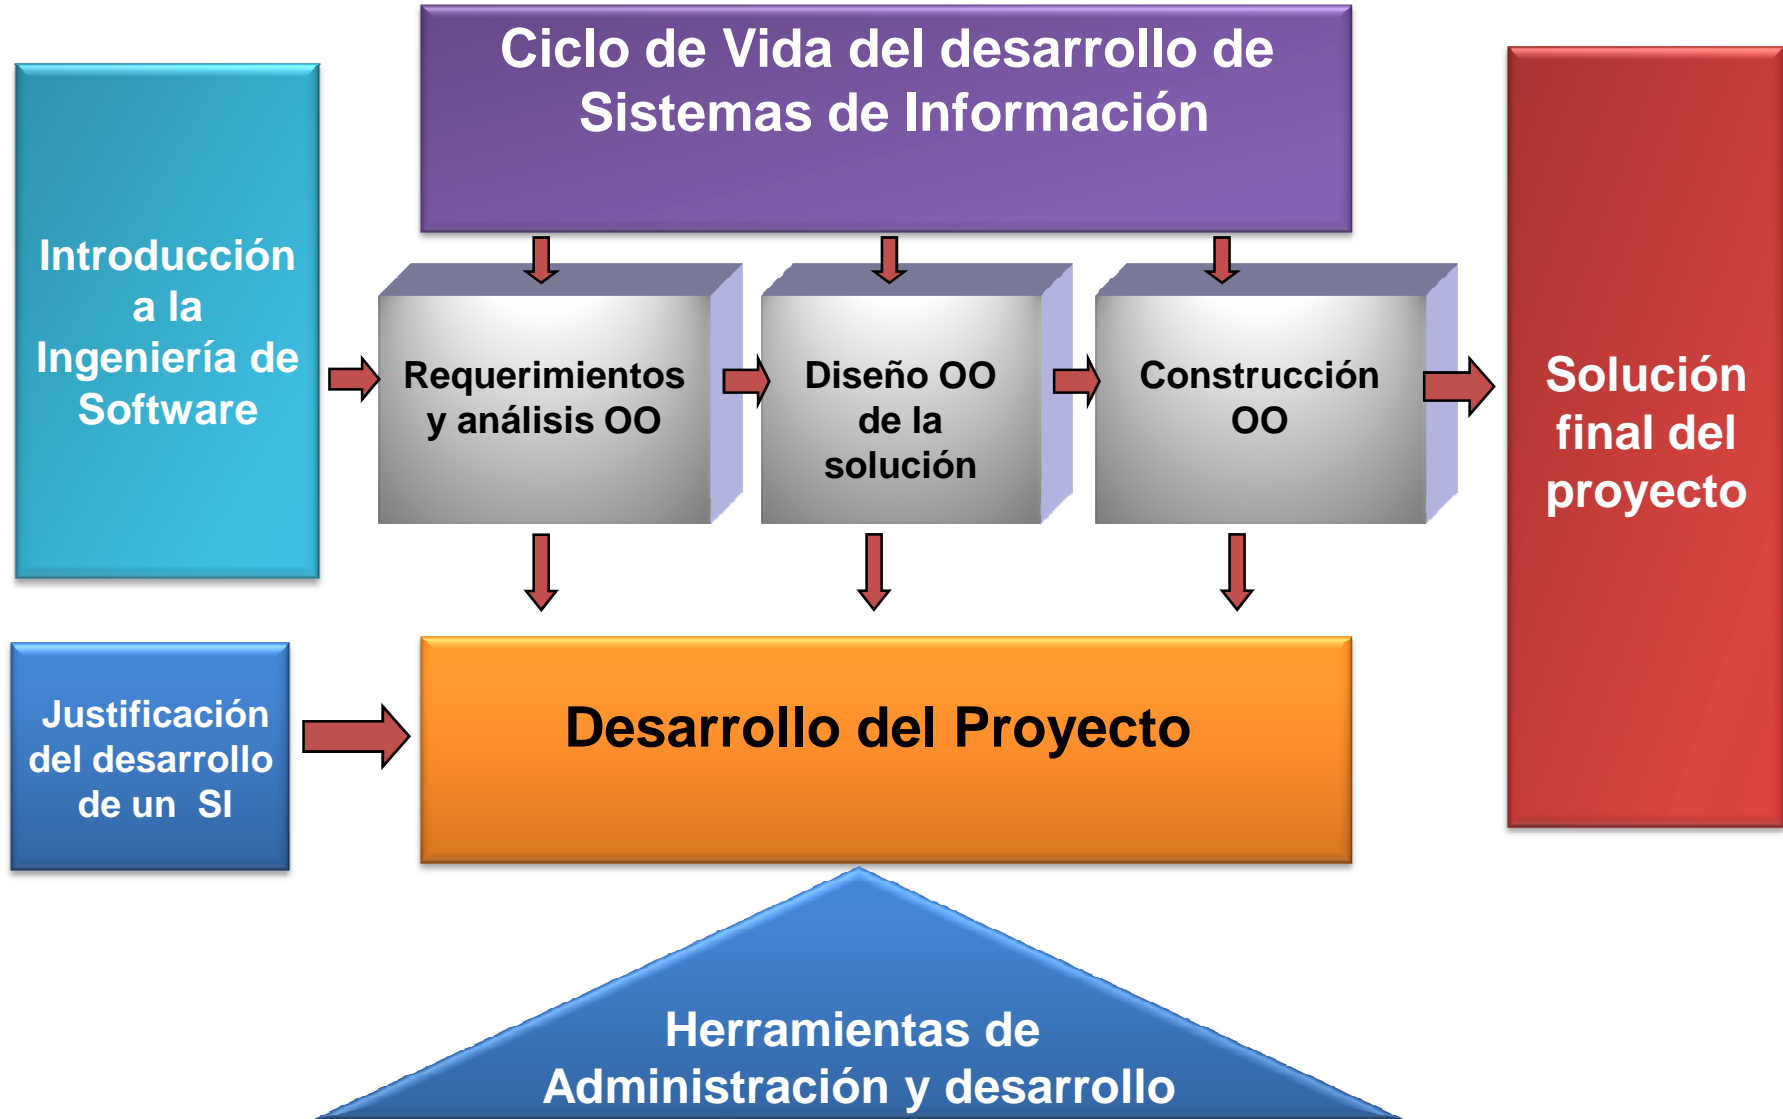 Ciclo de Vida del desarrollo de
Sistemas de Información
Introducción
a la
Ingeniería de
Software
Requerimientos
y análisis OO
Diseño OO
de la
solución
Construcción
OO
Solución
final del
proyecto
Justificación
del desarrollo
de un SI
Desarrollo del Proyecto
Herramientas de
Administración y desarrollo